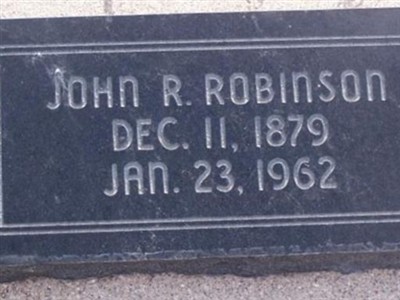 JOHN R. ROBINSON
DEC. 11, 1879
JAN. 23, 1962